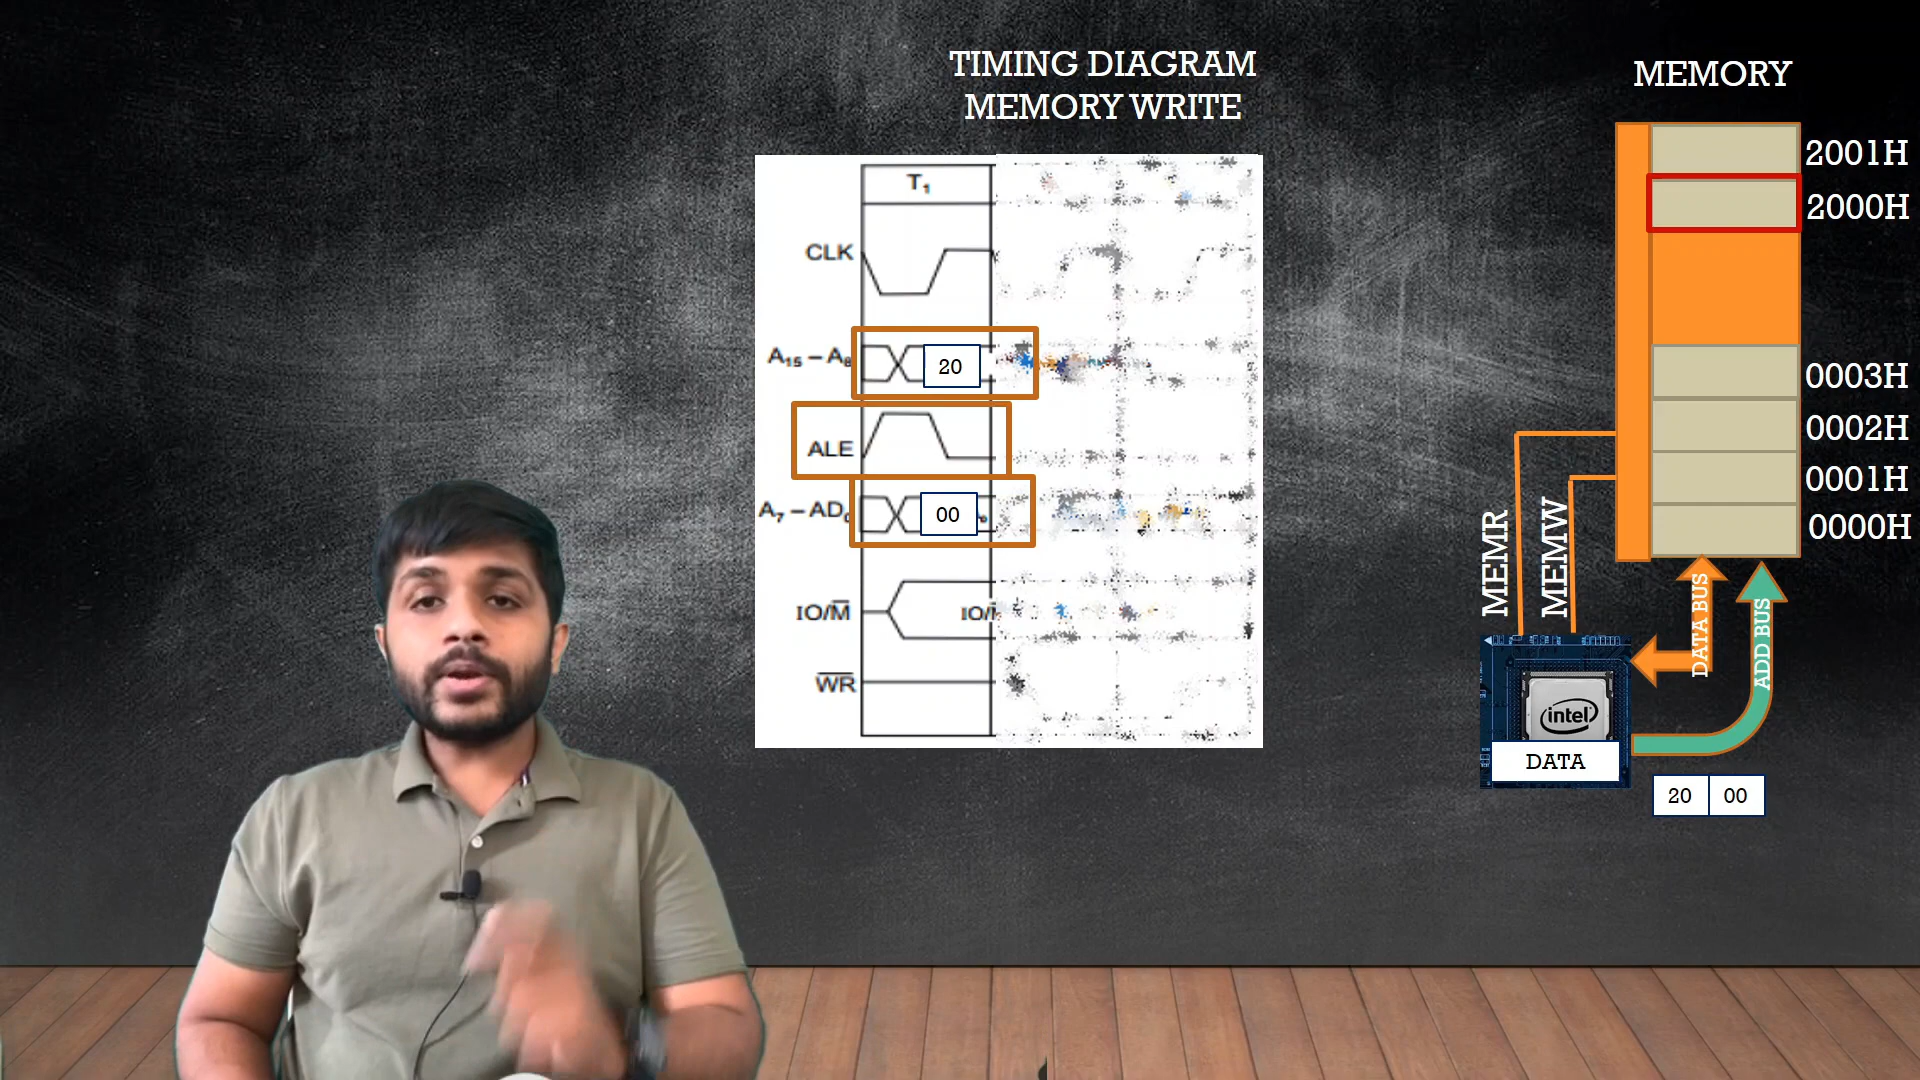 TIMING DIAGRAM
MEMORY WRITE
MEMORY
T₁
CLK
A₁₅ – A₈
20
ALE
A₇ – AD₀
00
IO/M̅
IO/
W̅R̅
2001H
2000H
0003H
0002H
0001H
0000H
MEMR
MEMW
DATA BUS
ADD BUS
intel
DATA
20 00